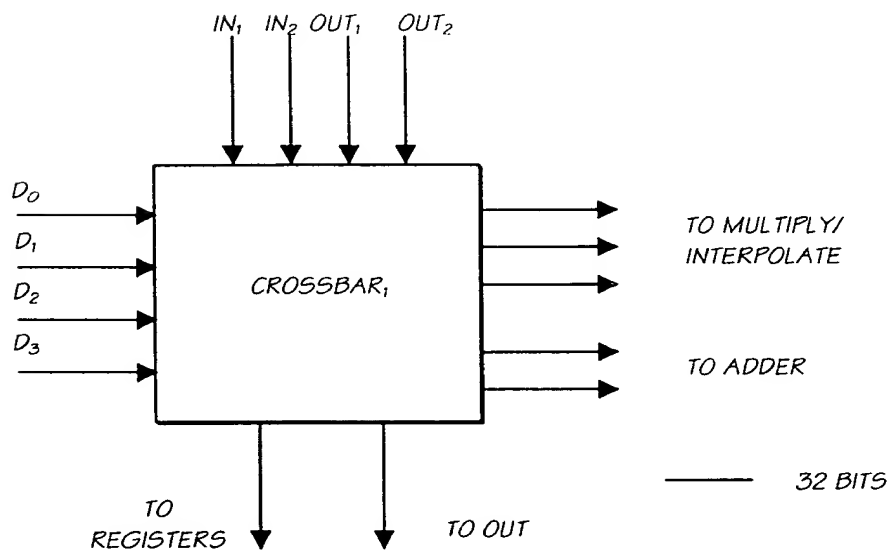 IN₁ IN₂ OUT₁ OUT₂
D₀
D₁
D₂
D₃
CROSSBAR₁
TO MULTIPLY/
INTERPOLATE
TO ADDER
32 BITS
TO
REGISTERS
TO OUT